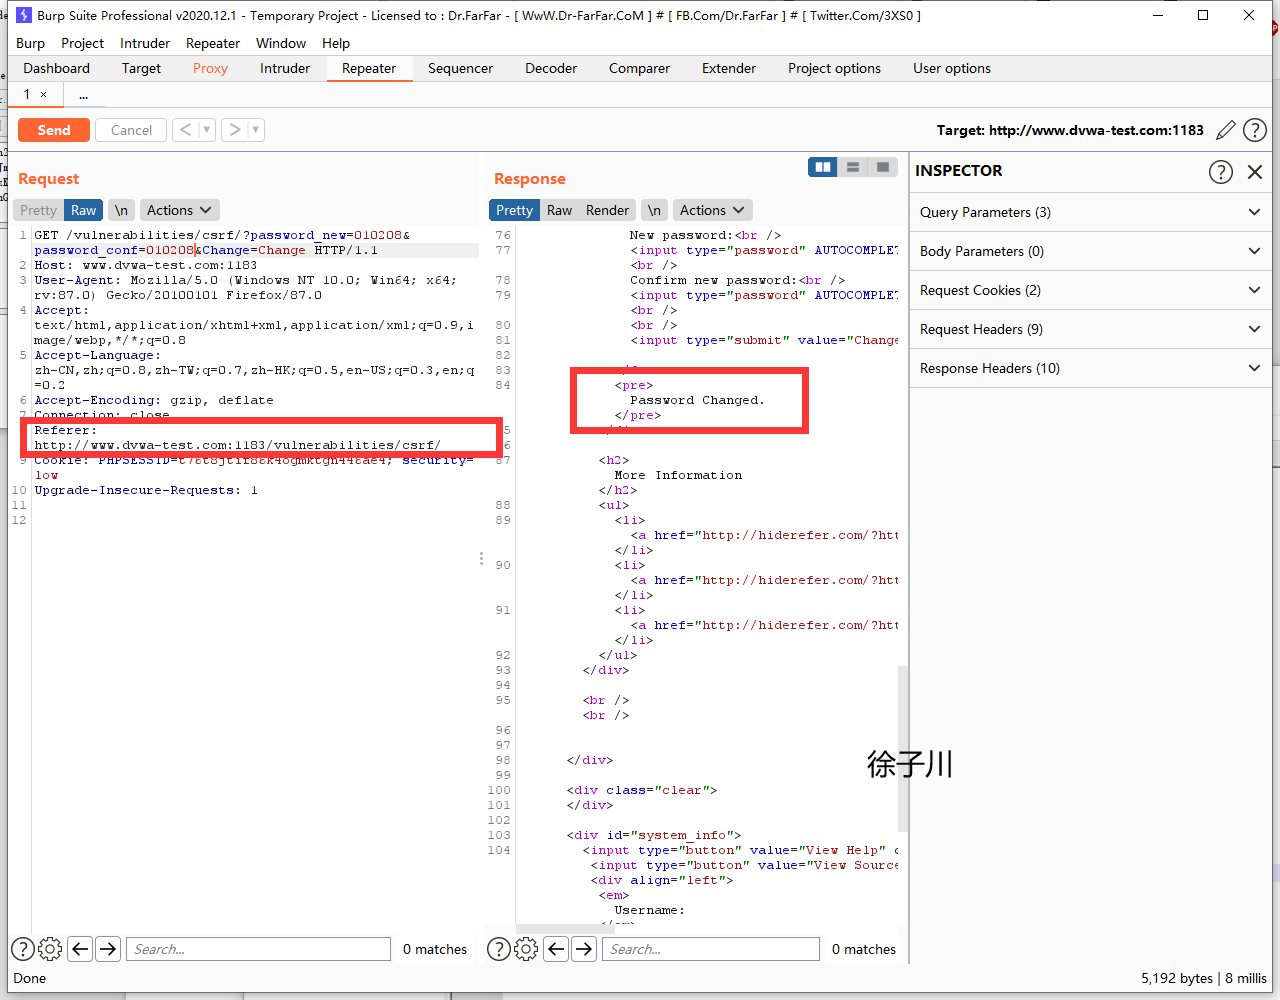 Burp Suite Professional v2020.12.1 - Temporary Project - Licensed to : Dr.FarFar - [ WwW.Dr-FarFar.CoM ] # [ FB.Com/Dr.FarFar ] # [ Twitter.Com/3XS0 ]
Burp Project Intruder Repeater Window Help
Dashboard Target Proxy Intruder Repeater Sequencer Decoder Comparer Extender Project options User options
1 × ...
Send Cancel < > Target: http://www.dvwa-test.com:1183
Request
Pretty Raw \n Actions
1 GET /vulnerabilities/csrf/?password_new=010208&
password_conf=010208&Change=Change HTTP/1.1
2 Host: www.dvwa-test.com:1183
3 User-Agent: Mozilla/5.0 (Windows NT 10.0; Win64; x64;
rv:87.0) Gecko/20100101 Firefox/87.0
4 Accept:
text/html,application/xhtml+xml,application/xml;q=0.9,i
mage/webp,*/*;q=0.8
5 Accept-Language:
zh-CN,zh;q=0.8,zh-TW;q=0.7,zh-HK;q=0.5,en-US;q=0.3,en;q
=0.2
6 Accept-Encoding: gzip, deflate
7 Connection: close
Referer:
http://www.dvwa-test.com:1183/vulnerabilities/csrf/
9 Cookie: security=
low
10 Upgrade-Insecure-Requests: 1
11
12
Search...
0 matches
Response
Pretty Raw Render \n Actions
76 New password:<br />
77 <input type="password" AUTOCOMPLET
<br />
78 Confirm new password:<br />
79 <input type="password" AUTOCOMPLET
<br />
80 <br />
81 <input type="submit" value="Change
82
83
84 <pre>
Password Changed.
</pre>
5
6
87 <h2>
More Information
</h2>
88 <ul>
89 <li>
<a href="http://hiderefer.com/?htt
</li>
90 <li>
<a href="http://hiderefer.com/?htt
</li>
91 <li>
<a href="http://hiderefer.com/?htt
</li>
92 </ul>
93 </div>
94
95 <br />
<br />
96
97
98 </div>
99
100 <div class="clear">
101 </div>
102
103 <div id="system_info">
104 <input type="button" value="View Help"
<input type="button" value="View Source
<div align="left">
<em>
Username:
Search...
0 matches
INSPECTOR
Query Parameters (3)
Body Parameters (0)
Request Cookies (2)
Request Headers (9)
Response Headers (10)
徐子川
Done
5,192 bytes | 8 millis